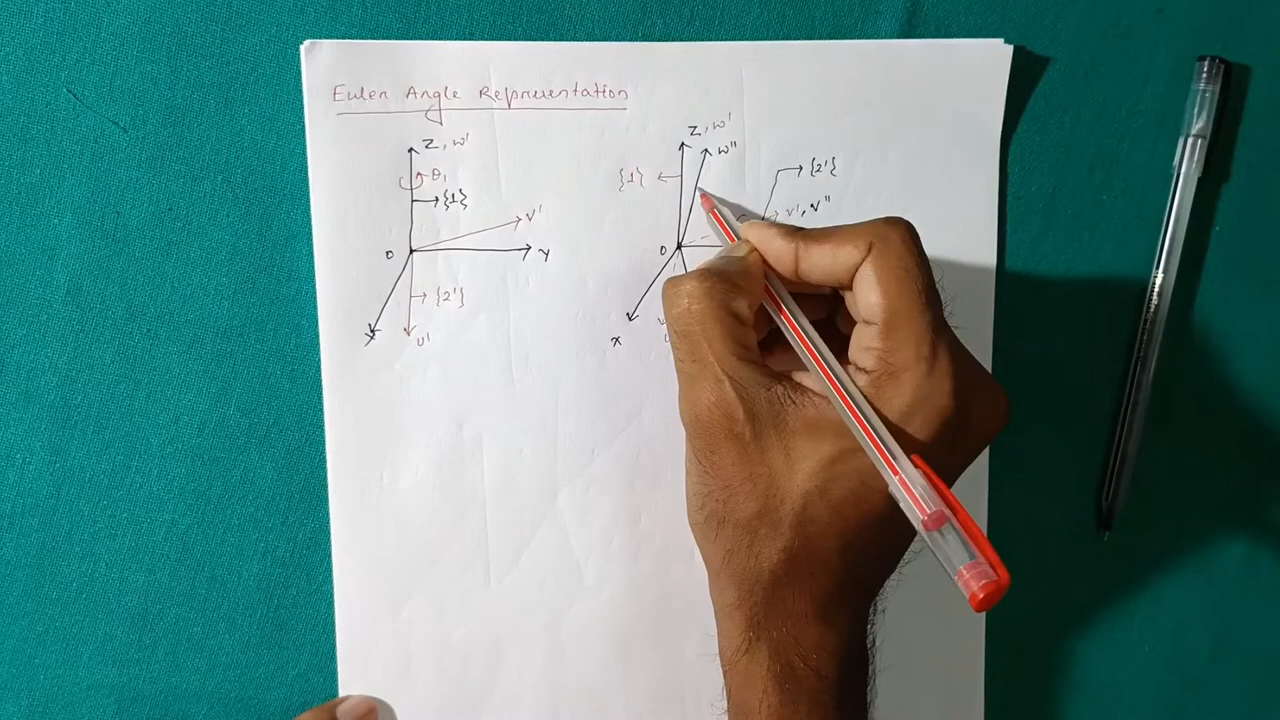 Euler Angle Representation
Z, w'
θ₁
{1}
v'
O
y
{2'}
x
u'
Z, w'
w"
{1}
{2'}
v', v"
O
x